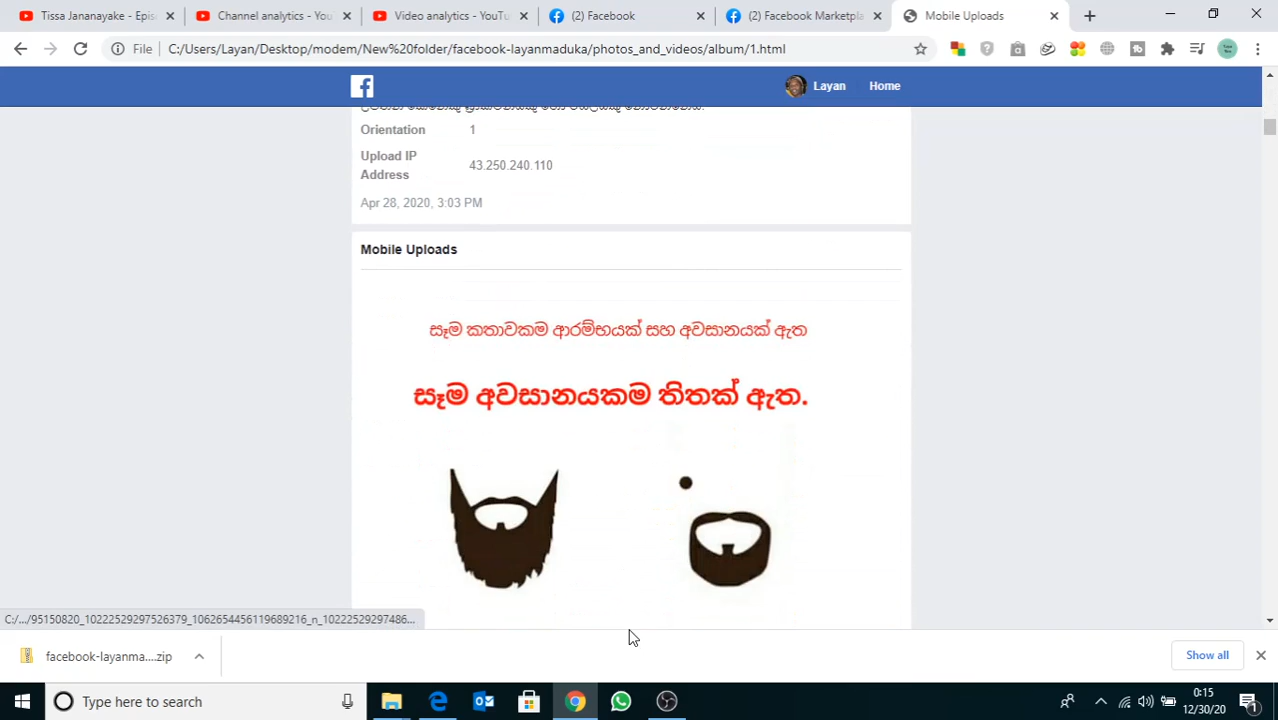 Tissa Jananayake - Epis
Channel analytics - You
Video analytics - YouTu
(2) Facebook
(2) Facebook Marketpla
Mobile Uploads
File
C:/Users/Layan/Desktop/modem/New%20folder/facebook-layanmaduka/photos_and_videos/album/1.html
Layan
Home
Orientation 1
Upload IP
Address
43.250.240.110
Apr 28, 2020, 3:03 PM
Mobile Uploads
සෑම කතාවකම ආරම්භයක් සහ අවසානයක් ඇත
සෑම අවසානයකම තිතක් ඇත.
C:/.../95150820_10222529297526379_1062654456119689216_n_102225292974​86...
facebook-layanma....zip
Show all
Type here to search
0:15
12/30/20
1